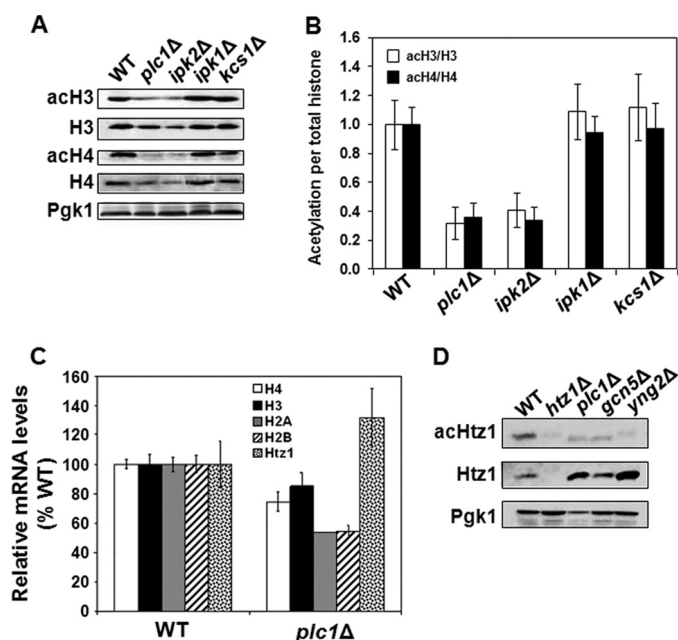 A
WT plc1Δ ipk2Δ ipk1Δ kcs1Δ
acH3
H3
acH4
H4
Pgk1
B
Acetylation per total histone
1.6
1.4
1.2
1.0
0.8
0.6
0.4
0.2
0.0
acH3/H3
acH4/H4
WT plc1Δ ipk2Δ ipk1Δ kcs1Δ
C
Relative mRNA levels
(% WT)
160
140
120
100
80
60
40
20
0
H4
H3
H2A
H2B
Htz1
WT plc1Δ
D
WT htz1Δ plc1Δ gcn5Δ yng2Δ
acHtz1
Htz1
Pgk1